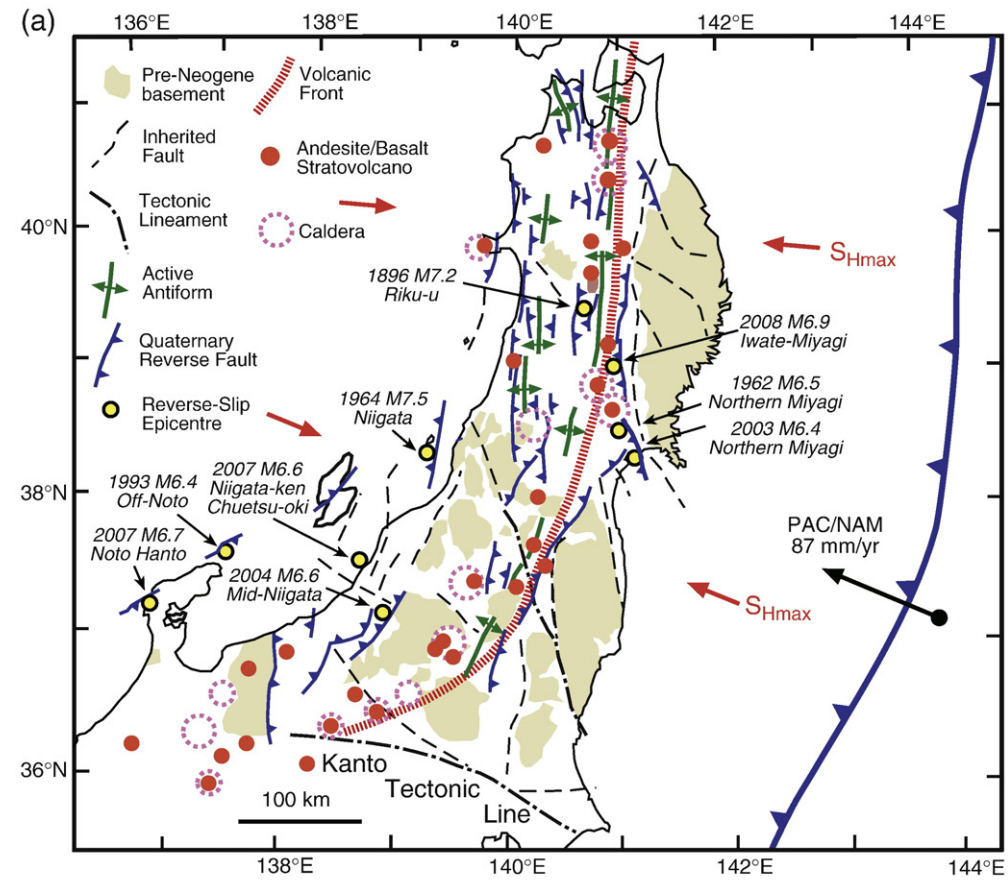 (a)
136°E 138°E 140°E 142°E 144°E
Pre-Neogene
basement
Volcanic
Front
Inherited
Fault
Andesite/Basalt
Stratovolcano
Tectonic
Lineament
Caldera
Active
Antiform
Quaternary
Reverse Fault
Reverse-Slip
Epicentre
40°N
38°N
36°N
SHmax
1896 M7.2
Riku-u
2008 M6.9
Iwate-Miyagi
1964 M7.5
Niigata
1962 M6.5
Northern Miyagi
2003 M6.4
Northern Miyagi
2007 M6.6
Niigata-ken
Chuetsu-oki
1993 M6.4
Off-Noto
2007 M6.7
Noto Hanto
2004 M6.6
Mid-Niigata
PAC/NAM
87 mm/yr
SHmax
Kanto
Tectonic
Line
100 km
138°E 140°E 142°E 144°E